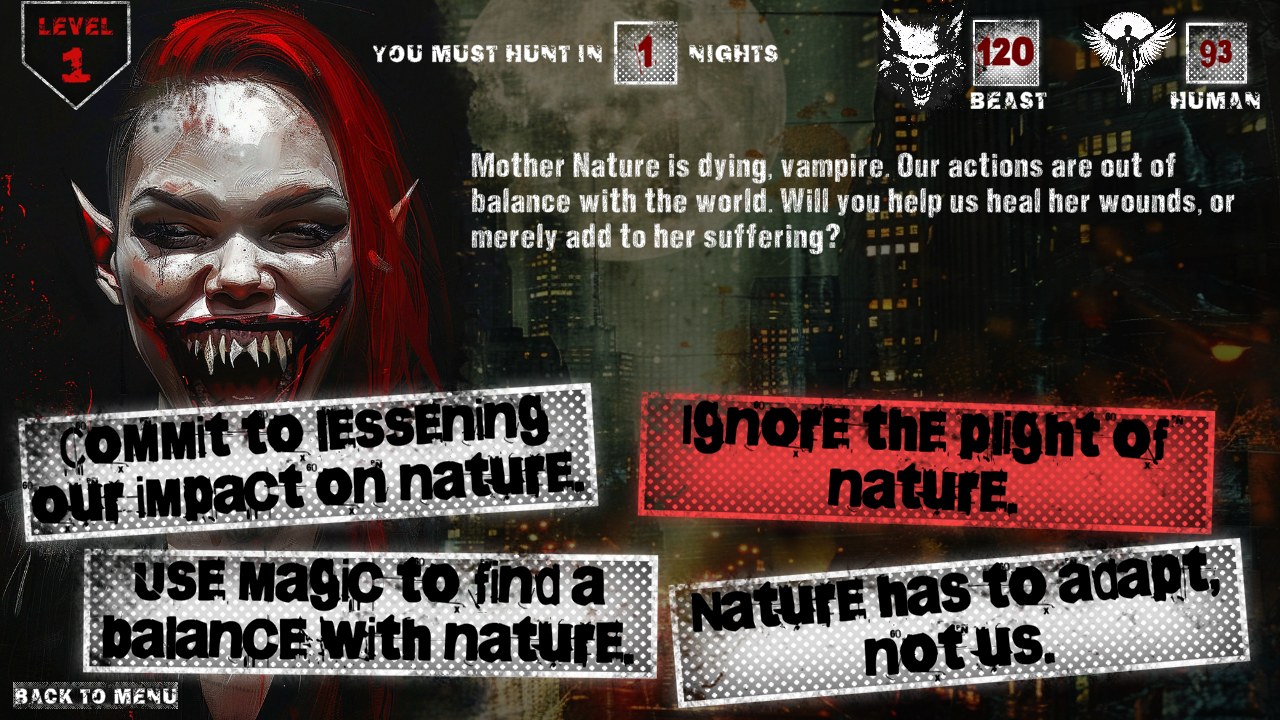 LEVEL
1
YOU MUST HUNT IN 1 NIGHTS
120
BEAST
93
HUMAN
Mother Nature is dying, vampire. Our actions are out of
balance with the world. Will you help us heal her wounds, or
merely add to her suffering?
Commit to lessening
our impact on nature.
Ignore the plight of
nature.
Use magic to find a
balance with nature.
Nature has to adapt,
not us.
BACK TO MENU